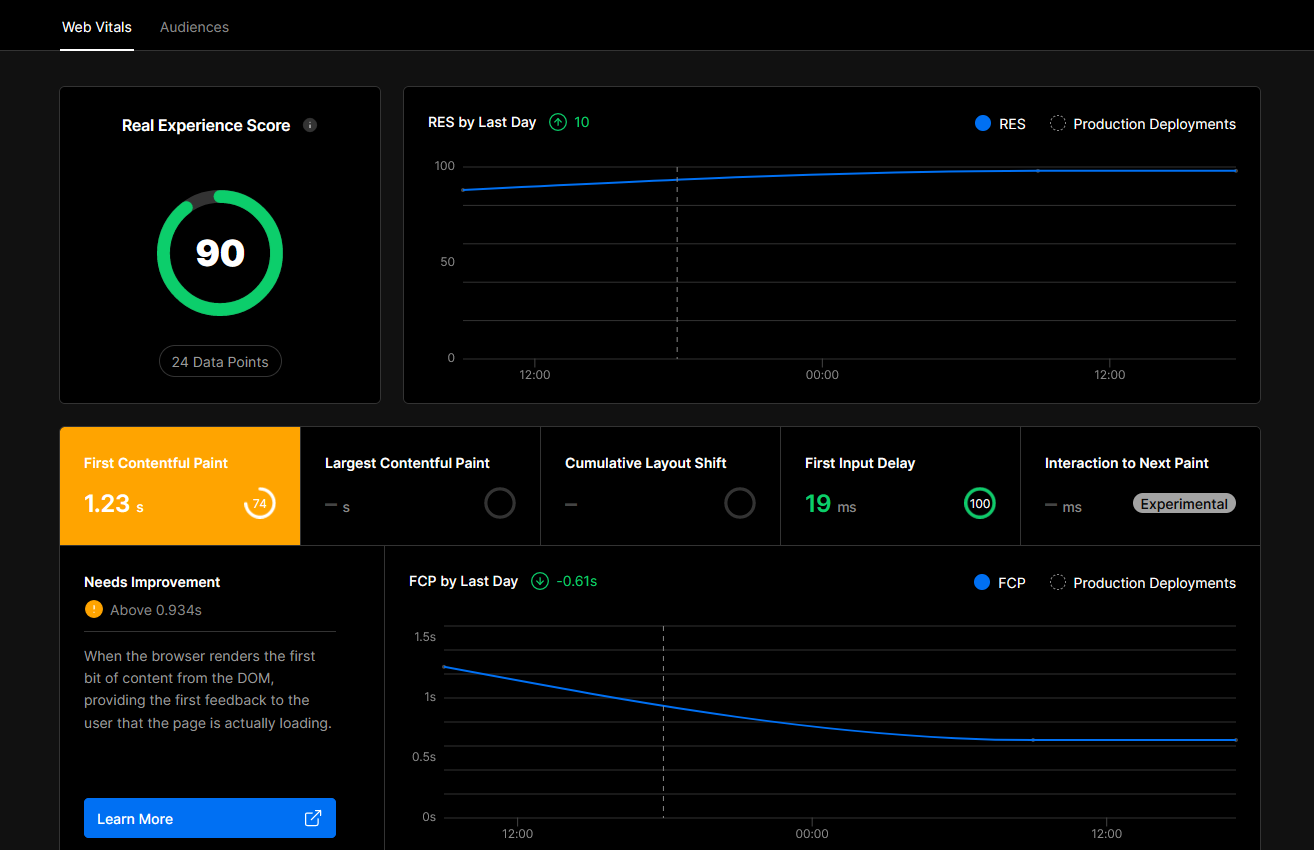 Web Vitals Audiences
Real Experience Score
90
24 Data Points
RES by Last Day 10
RES Production Deployments
100
50
0
12:00 00:00 12:00
First Contentful Paint
1.23 s 74
Largest Contentful Paint
– s
Cumulative Layout Shift
–
First Input Delay
19 ms 100
Interaction to Next Paint
– ms Experimental
Needs Improvement
! Above 0.934s
When the browser renders the first
bit of content from the DOM,
providing the first feedback to the
user that the page is actually loading.
Learn More
FCP by Last Day -0.61s
FCP Production Deployments
1.5s
1s
0.5s
0s
12:00 00:00 12:00